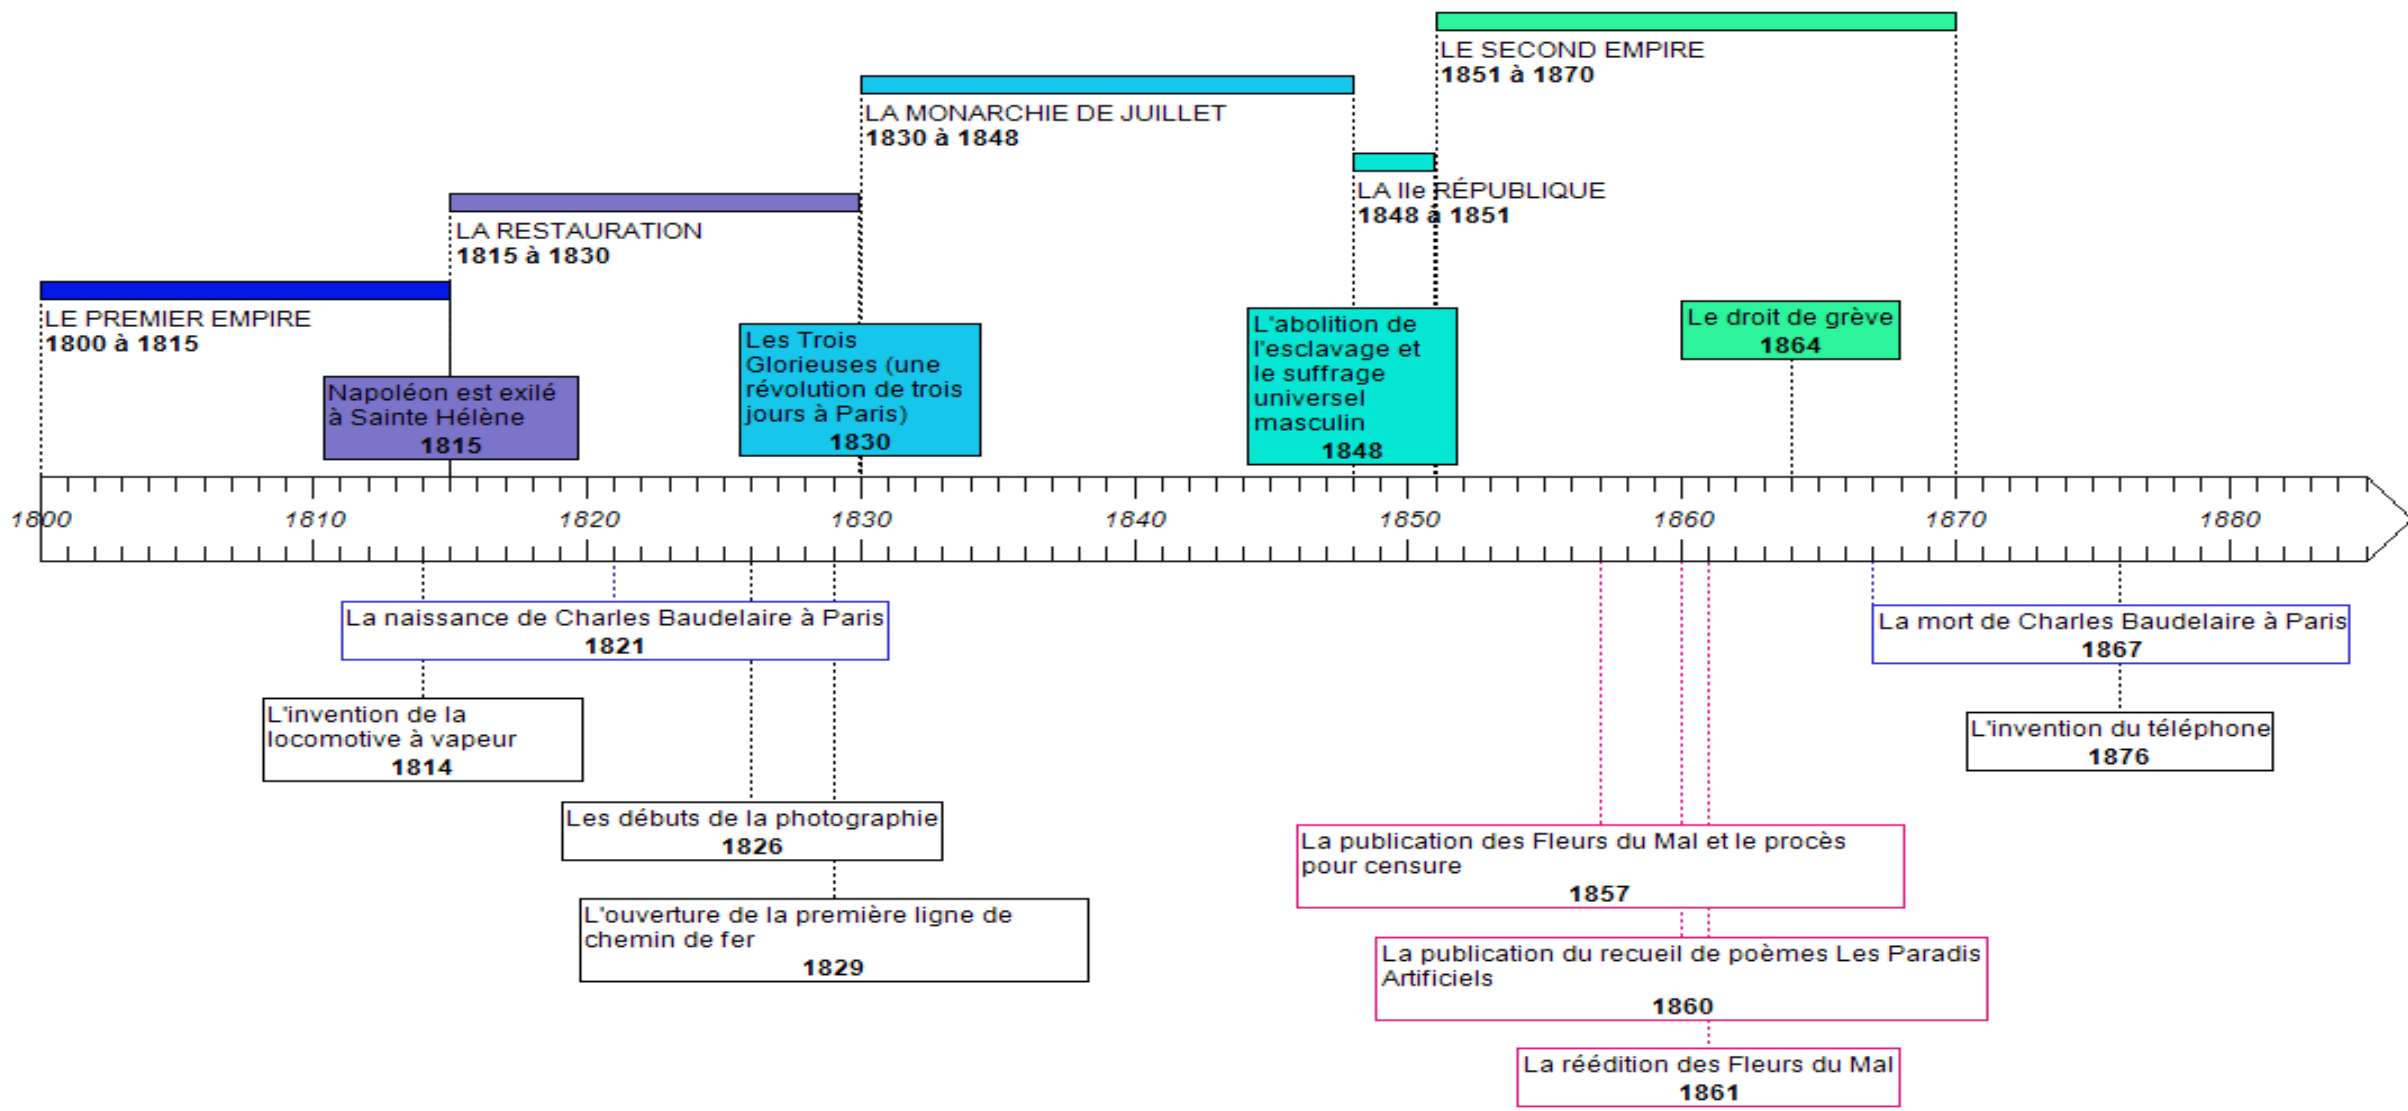 LE SECOND EMPIRE
1851 à 1870
LA MONARCHIE DE JUILLET
1830 à 1848
LA IIe RÉPUBLIQUE
1848 à 1851
LA RESTAURATION
1815 à 1830
LE PREMIER EMPIRE
1800 à 1815
Napoléon est exilé
à Sainte Hélène
1815
Les Trois
Glorieuses (une
révolution de trois
jours à Paris)
1830
L'abolition de
l'esclavage et
le suffrage
universel
masculin
1848
Le droit de grève
1864
1800 1810 1820 1830 1840 1850 1860 1870 1880
La naissance de Charles Baudelaire à Paris
1821
La mort de Charles Baudelaire à Paris
1867
L'invention de la
locomotive à vapeur
1814
L'invention du téléphone
1876
Les débuts de la photographie
1826
La publication des Fleurs du Mal et le procès
pour censure
1857
L'ouverture de la première ligne de
chemin de fer
1829
La publication du recueil de poèmes Les Paradis
Artificiels
1860
La réédition des Fleurs du Mal
1861